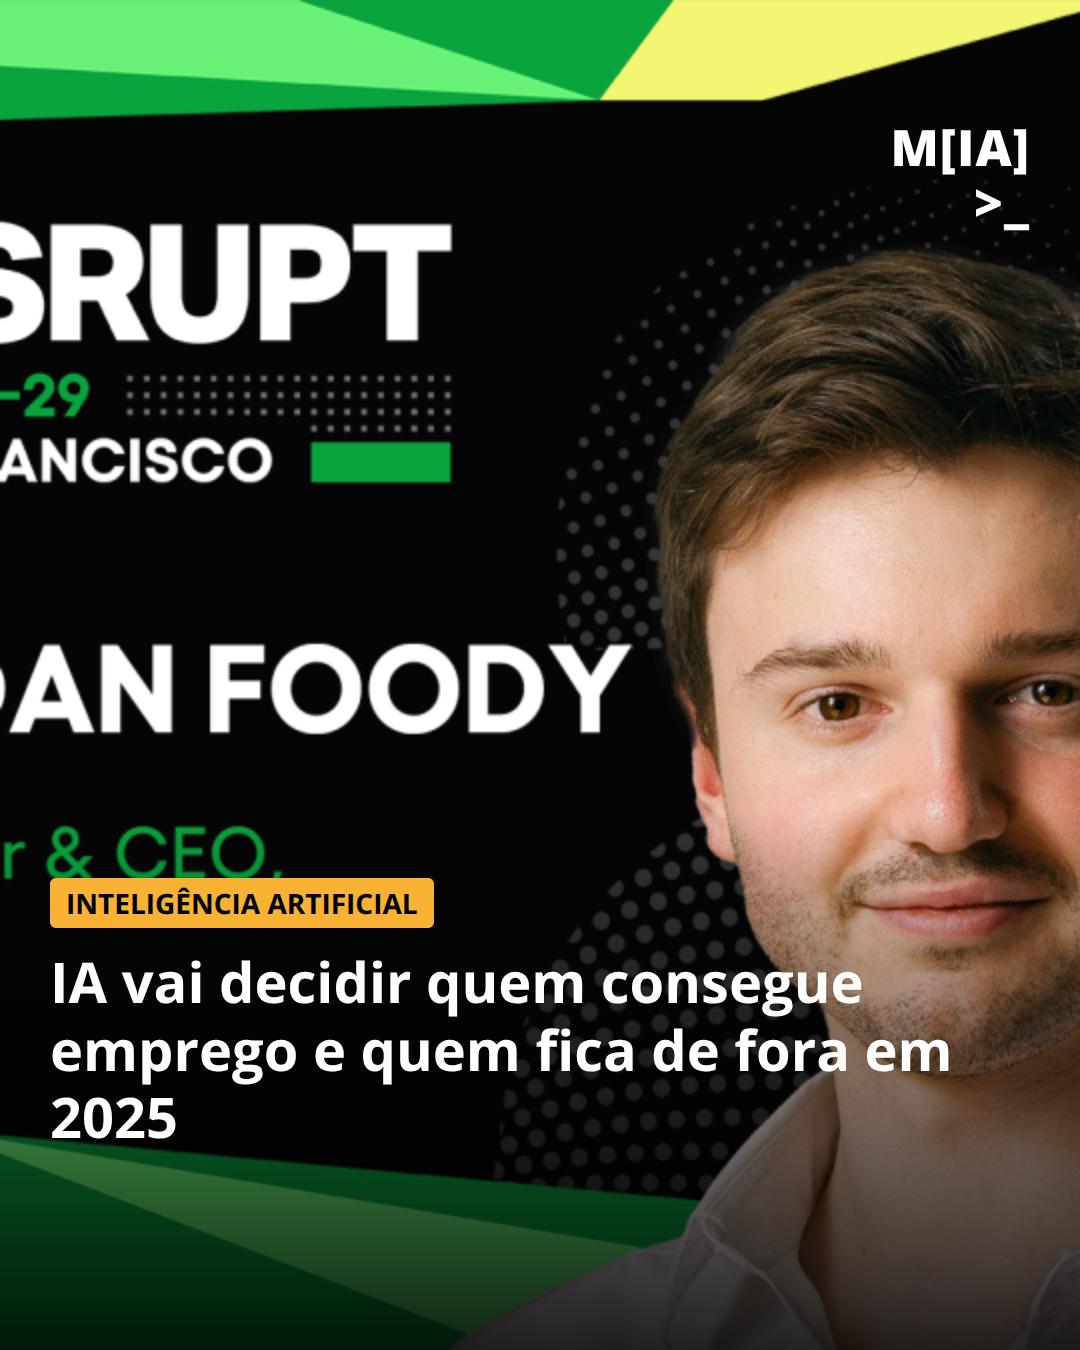 M[IA]
>_
SRUPT
–29
ANCISCO
DAN FOODY
r & CEO,
INTELIGÊNCIA ARTIFICIAL
IA vai decidir quem consegue
emprego e quem fica de fora em
2025